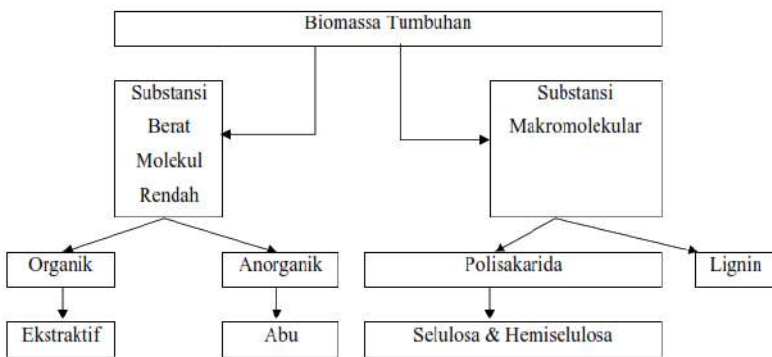 Biomassa Tumbuhan
Substansi
Berat
Molekul
Rendah
Substansi
Makromolekular
Organik
Anorganik
Polisakarida
Lignin
Ekstraktif
Abu
Selulosa & Hemiselulosa